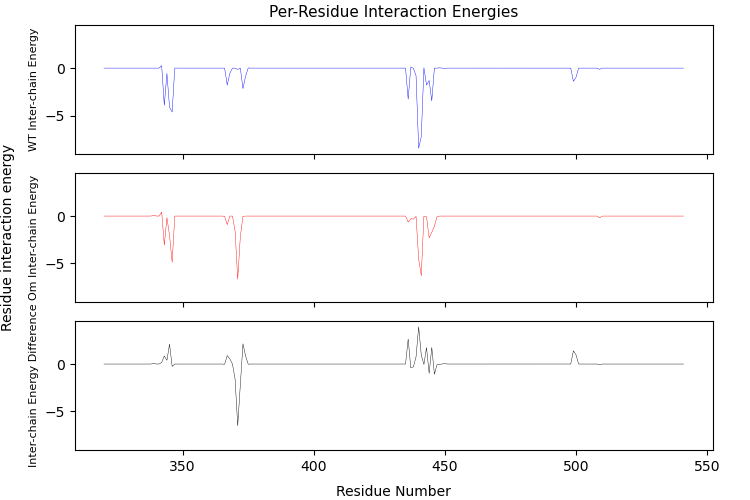 Per-Residue Interaction Energies
Residue interaction energy
WT Inter-chain Energy
0
−5
Om Inter-chain Energy
0
−5
Inter-chain Energy Difference
0
−5
350
400
450
500
550
Residue Number